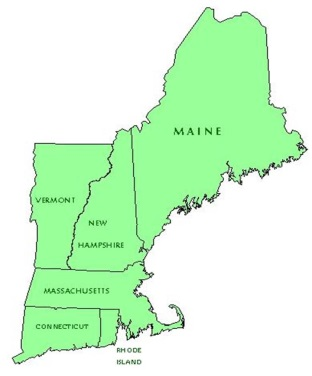 MAINE
VERMONT
NEW
HAMPSHIRE
MASSACHUSETTS
CONNECTICUT
RHODE
ISLAND